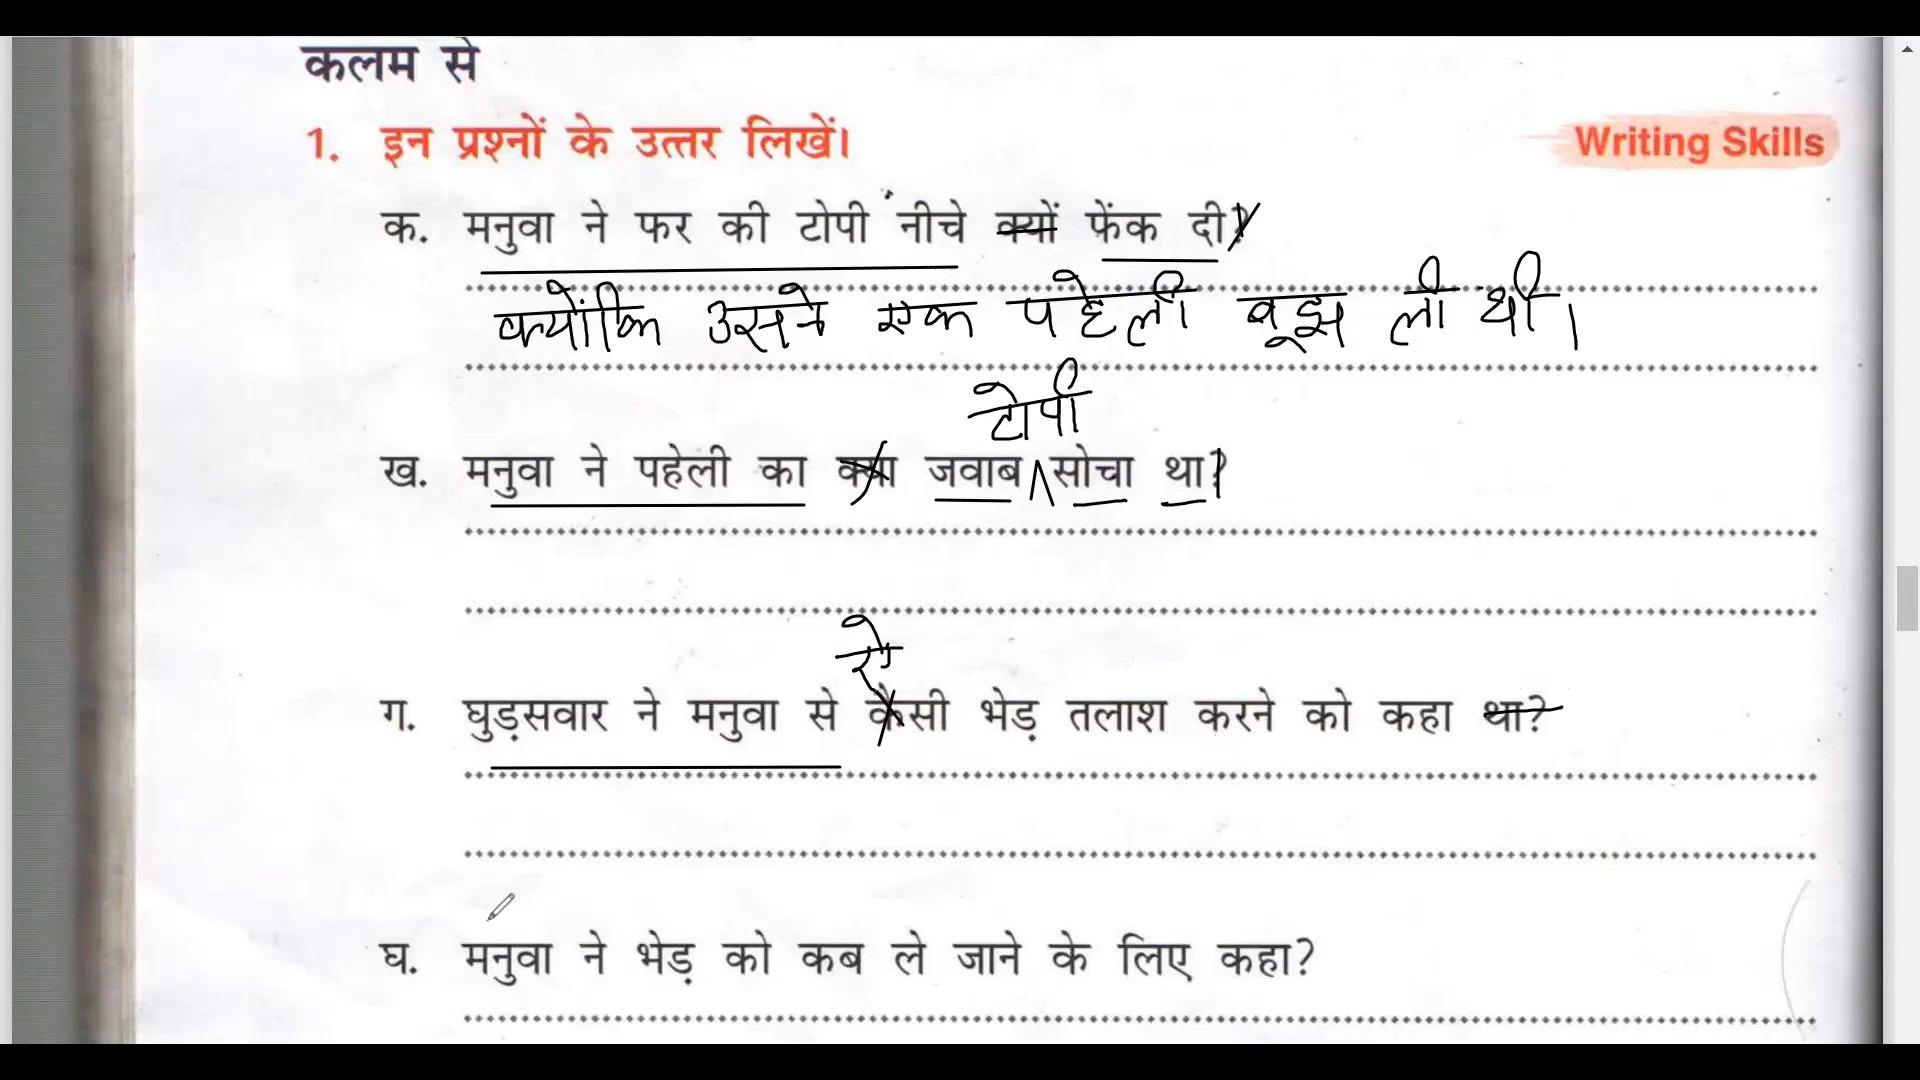 कलम से
1. इन प्रश्नों के उत्तर लिखें।
Writing Skills
क. मनुवा ने फर की टोपी नीचे क्यों फेंक दी?
क्योंकि उसने एक पहेली बूझ ली थी।
टोपी
ख. मनुवा ने पहेली का क्या जवाब सोचा था?
ग. घुड़सवार ने मनुवा से कैसी भेड़ तलाश करने को कहा था?
घ. मनुवा ने भेड़ को कब ले जाने के लिए कहा?